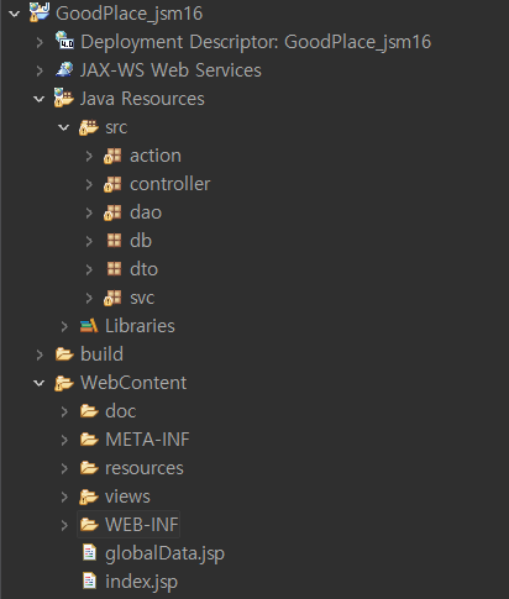 GoodPlace_jsm16
Deployment Descriptor: GoodPlace_jsm16
JAX-WS Web Services
Java Resources
src
action
controller
dao
db
dto
svc
Libraries
build
WebContent
doc
META-INF
resources
views
WEB-INF
globalData.jsp
index.jsp